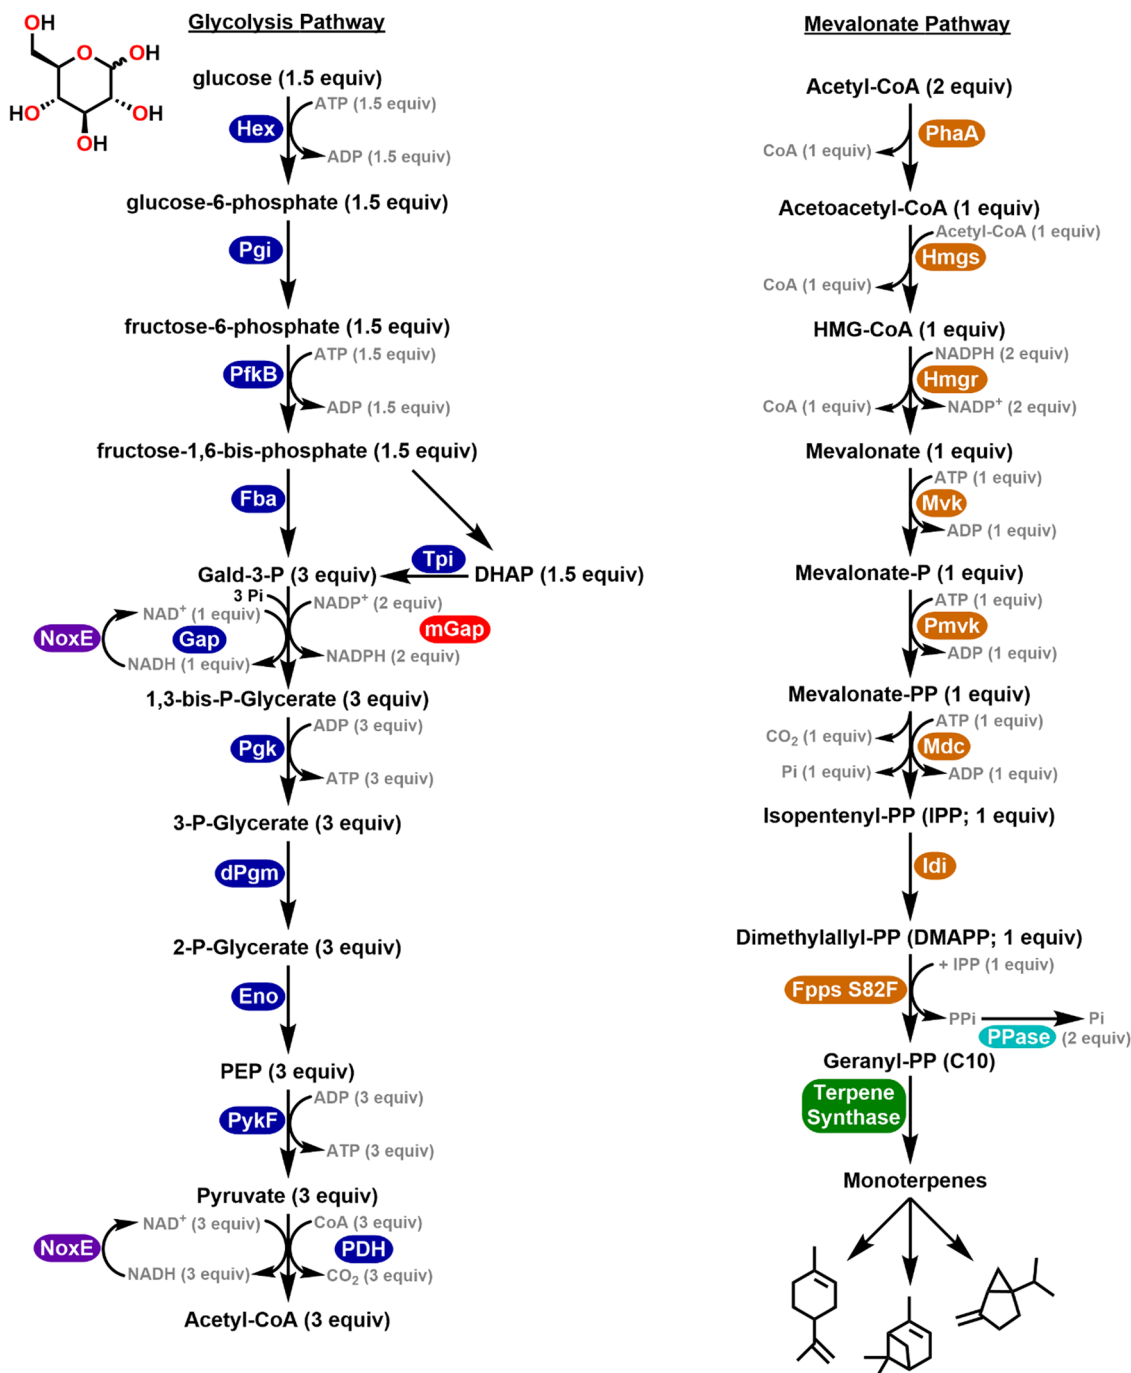 Glycolysis Pathway
OH
O
OH
HO
OH
OH
glucose (1.5 equiv)
ATP (1.5 equiv)
Hex
ADP (1.5 equiv)
glucose-6-phosphate (1.5 equiv)
Pgi
fructose-6-phosphate (1.5 equiv)
ATP (1.5 equiv)
PfkB
ADP (1.5 equiv)
fructose-1,6-bis-phosphate (1.5 equiv)
Fba
Tpi
Gald-3-P (3 equiv)
DHAP (1.5 equiv)
3 Pi
NAD⁺ (1 equiv)
NADP⁺ (2 equiv)
NoxE
Gap
mGap
NADH (1 equiv)
NADPH (2 equiv)
1,3-bis-P-Glycerate (3 equiv)
ADP (3 equiv)
Pgk
ATP (3 equiv)
3-P-Glycerate (3 equiv)
dPgm
2-P-Glycerate (3 equiv)
Eno
PEP (3 equiv)
ADP (3 equiv)
PykF
ATP (3 equiv)
Pyruvate (3 equiv)
NAD⁺ (3 equiv)
CoA (3 equiv)
NoxE
PDH
NADH (3 equiv)
CO₂ (3 equiv)
Acetyl-CoA (3 equiv)
Mevalonate Pathway
Acetyl-CoA (2 equiv)
PhaA
CoA (1 equiv)
Acetoacetyl-CoA (1 equiv)
Acetyl-CoA (1 equiv)
Hmgs
CoA (1 equiv)
HMG-CoA (1 equiv)
NADPH (2 equiv)
Hmgr
CoA (1 equiv)
NADP⁺ (2 equiv)
Mevalonate (1 equiv)
ATP (1 equiv)
Mvk
ADP (1 equiv)
Mevalonate-P (1 equiv)
ATP (1 equiv)
Pmvk
ADP (1 equiv)
Mevalonate-PP (1 equiv)
ATP (1 equiv)
CO₂ (1 equiv)
Mdc
Pi (1 equiv)
ADP (1 equiv)
Isopentenyl-PP (IPP; 1 equiv)
Idi
Dimethylallyl-PP (DMAPP; 1 equiv)
+ IPP (1 equiv)
Fpps S82F
PPi
Pi
PPase
(2 equiv)
Geranyl-PP (C10)
Terpene
Synthase
Monoterpenes